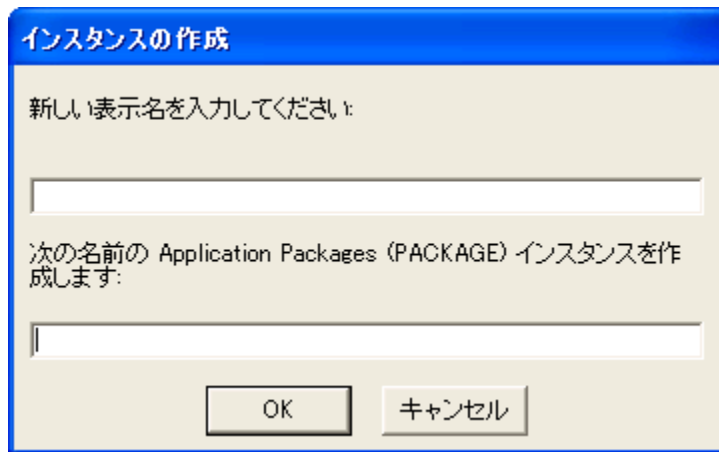 インスタンスの作成
新しい表示名を入力してください:
次の名前の Application Packages (PACKAGE) インスタンスを作
成します:
OK
キャンセル